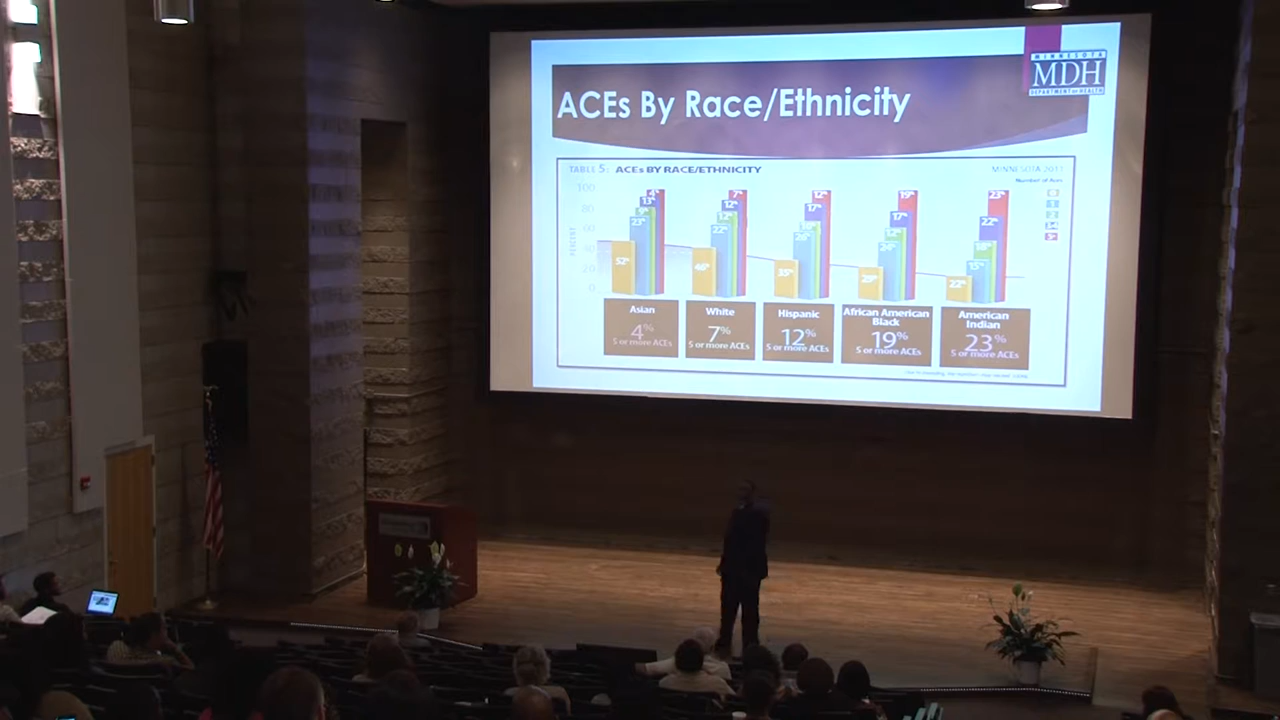 MINNESOTA
MDH
DEPARTMENT of HEALTH
ACEs By Race/Ethnicity
TABLE 5: ACEs BY RACE/ETHNICITY
MINNESOTA 2011
Number of Aces
100
80
60
40
20
0
PERCENT
4%
13%
9%
23%
52%
7%
12%
22%
46%
12%
17%
35%
19%
17%
23%
22%
15%
22%
Asian
4%
5 or more ACEs
White
7%
5 or more ACEs
Hispanic
12%
5 or more ACEs
African American
Black
19%
5 or more ACEs
American
Indian
23%
5 or more ACEs